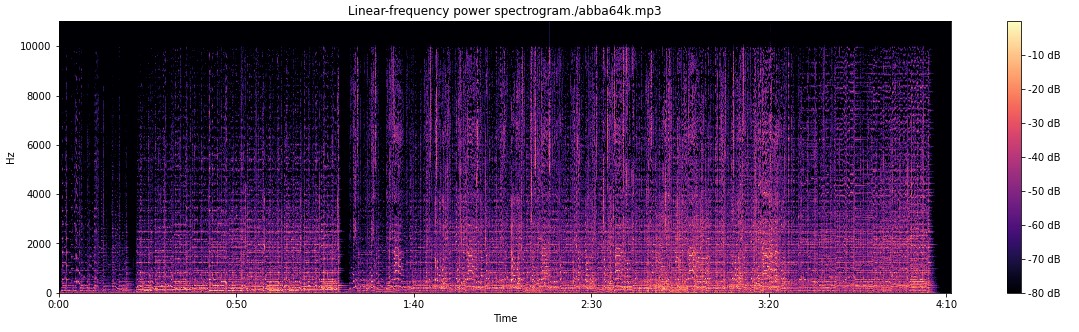 Linear-frequency power spectrogram./abba64k.mp3
10000
8000
6000
4000
2000
0
Hz
0:00 0:50 1:40 2:30 3:20 4:10
Time
-10 dB
-20 dB
-30 dB
-40 dB
-50 dB
-60 dB
-70 dB
-80 dB